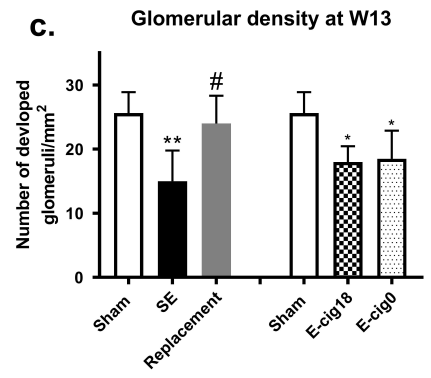 c.
Glomerular density at W13
Number of devloped
glomeruli/mm²
30
20
10
0
**
#
*
*
Sham
SE
Replacement
Sham
E-cig18
E-cig0